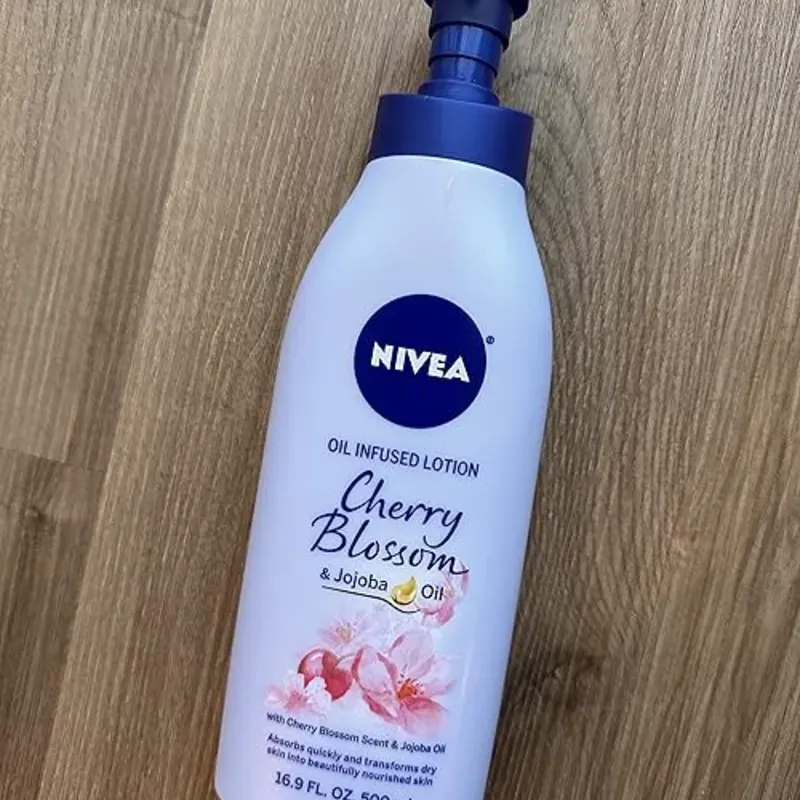 NIVEA®
OIL INFUSED LOTION
Cherry
Blossom
& Jojoba Oil
with Cherry Blossom Scent & Jojoba Oil
Absorbs quickly and transforms dry
skin into beautifully nourished skin
16.9 FL. OZ.